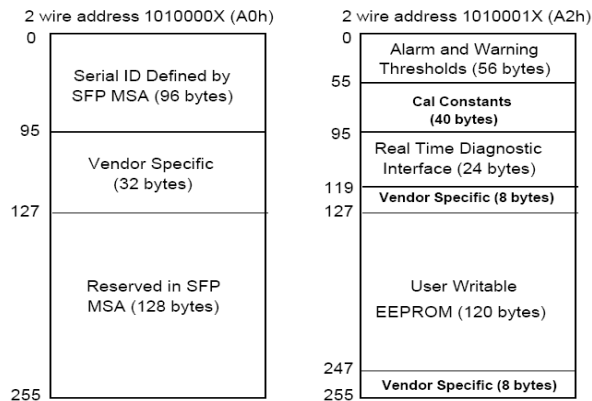 2 wire address 1010000X (A0h)
0
Serial ID Defined by
SFP MSA (96 bytes)
95
Vendor Specific
(32 bytes)
127
Reserved in SFP
MSA (128 bytes)
255
2 wire address 1010001X (A2h)
0
Alarm and Warning
Thresholds (56 bytes)
55
Cal Constants
(40 bytes)
95
Real Time Diagnostic
Interface (24 bytes)
119
Vendor Specific (8 bytes)
127
User Writable
EEPROM (120 bytes)
247
Vendor Specific (8 bytes)
255